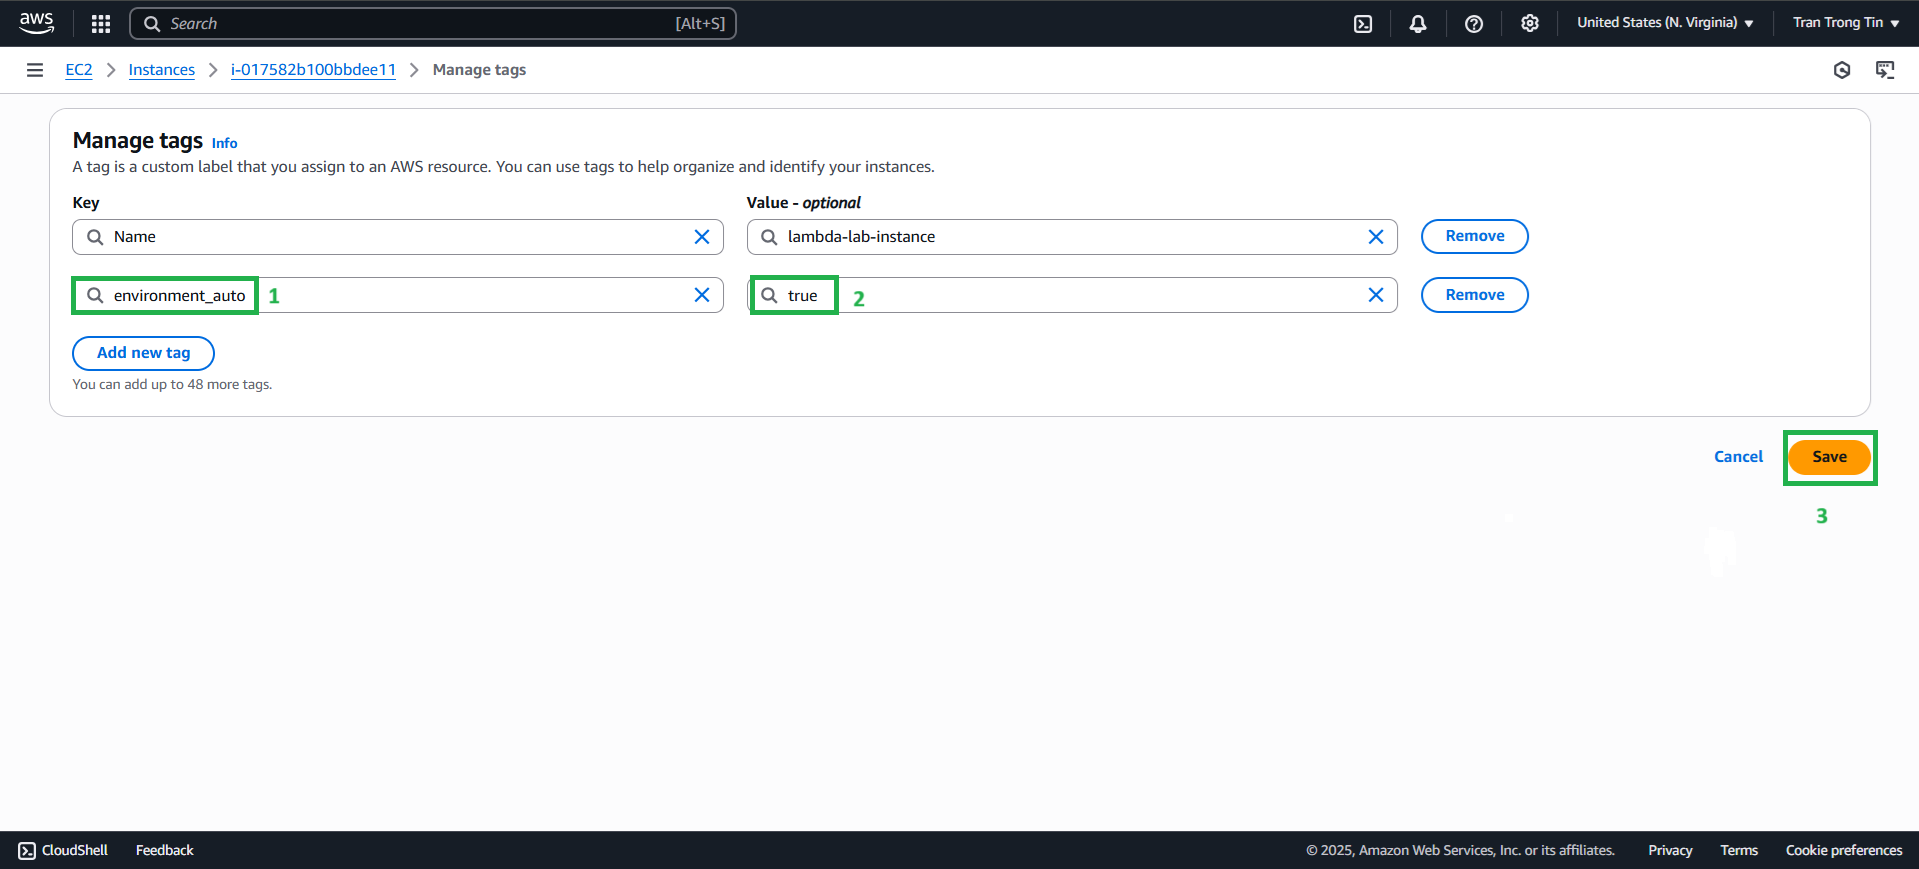 aws Search [Alt+S] United States (N. Virginia) Tran Trong Tin
EC2 Instances i-017582b100bbdee11 Manage tags
Manage tags Info
A tag is a custom label that you assign to an AWS resource. You can use tags to help organize and identify your instances.
Key Value - optional
Name lambda-lab-instance Remove
environment_auto 1 true 2 Remove
Add new tag
You can add up to 48 more tags.
Cancel Save
3
CloudShell Feedback © 2025, Amazon Web Services, Inc. or its affiliates. Privacy Terms Cookie preferences